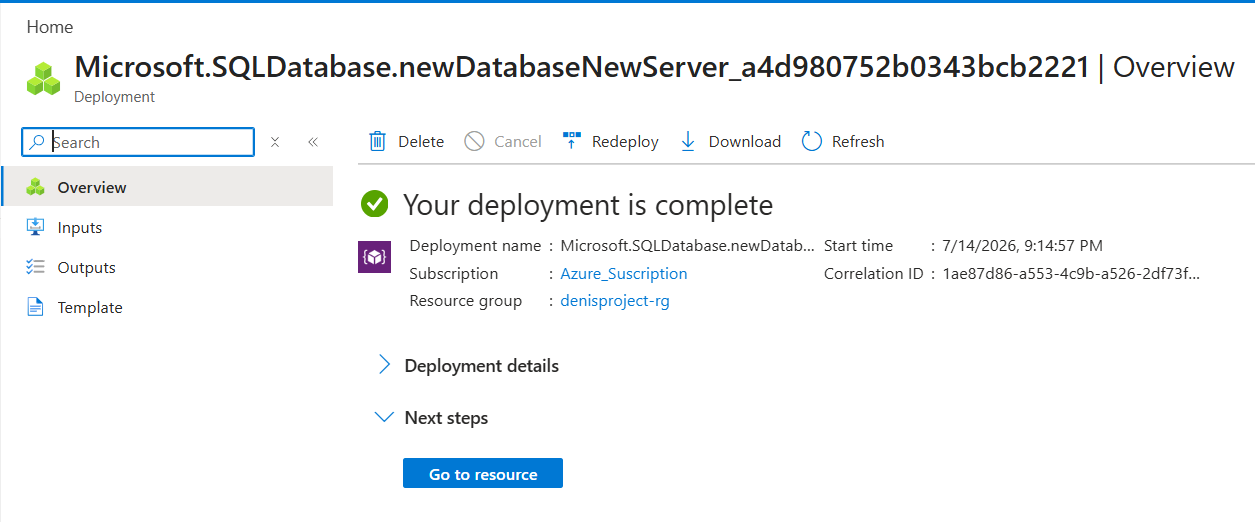 Home
Microsoft.SQLDatabase.newDatabaseNewServer_a4d980752b0343bcb2221 | Overview
Deployment
Search
Delete Cancel Redeploy Download Refresh
Overview
Inputs
Outputs
Template
Your deployment is complete
Deployment name : Microsoft.SQLDatabase.newDatab... Start time : 7/14/2026, 9:14:57 PM
Subscription : Azure_Suscription Correlation ID : 1ae87d86-a553-4c9b-a526-2df73f...
Resource group : denisproject-rg
Deployment details
Next steps
Go to resource